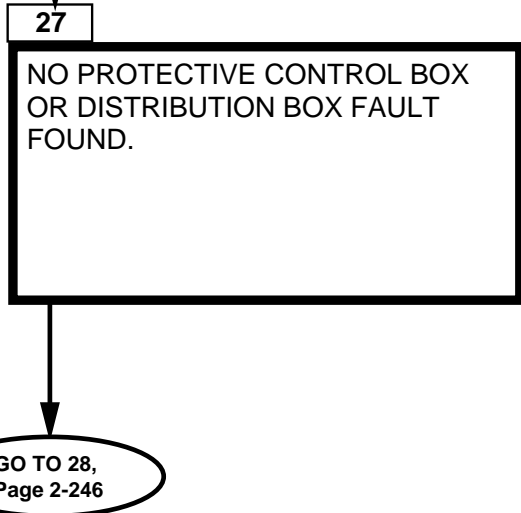 27
NO PROTECTIVE CONTROL BOX
OR DISTRIBUTION BOX FAULT
FOUND.
GO TO 28,
Page 2-246